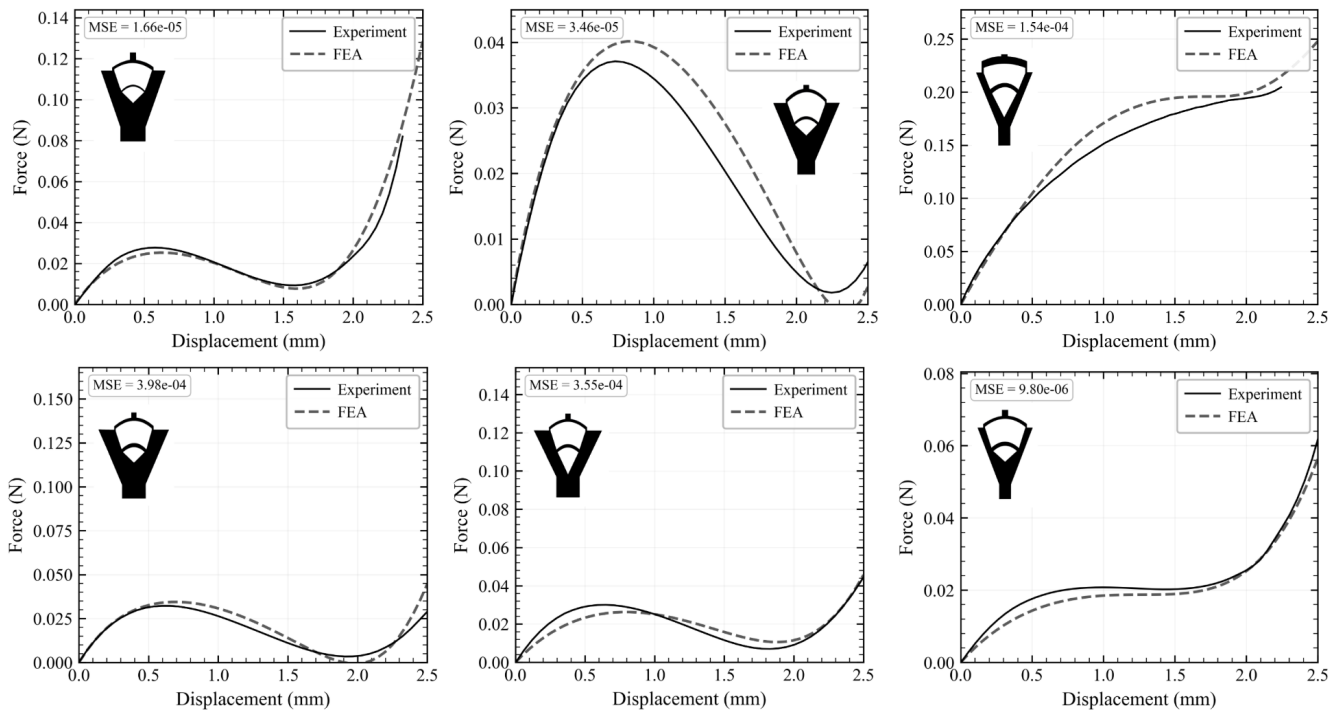 MSE = 1.66e-05
Experiment
FEA
0.14
0.12
0.10
0.08
0.06
0.04
0.02
0.00
Force (N)
0.0 0.5 1.0 1.5 2.0 2.5
Displacement (mm)
MSE = 3.46e-05
Experiment
FEA
0.04
0.03
0.02
0.01
0.00
Force (N)
0.0 0.5 1.0 1.5 2.0 2.5
Displacement (mm)
MSE = 1.54e-04
Experiment
FEA
0.25
0.20
0.15
0.10
0.05
0.00
Force (N)
0.0 0.5 1.0 1.5 2.0 2.5
Displacement (mm)
MSE = 3.98e-04
Experiment
FEA
0.150
0.125
0.100
0.075
0.050
0.025
0.000
Force (N)
0.0 0.5 1.0 1.5 2.0 2.5
Displacement (mm)
MSE = 3.55e-04
Experiment
FEA
0.14
0.12
0.10
0.08
0.06
0.04
0.02
0.00
Force (N)
0.0 0.5 1.0 1.5 2.0 2.5
Displacement (mm)
MSE = 9.80e-06
Experiment
FEA
0.08
0.06
0.04
0.02
0.00
Force (N)
0.0 0.5 1.0 1.5 2.0 2.5
Displacement (mm)